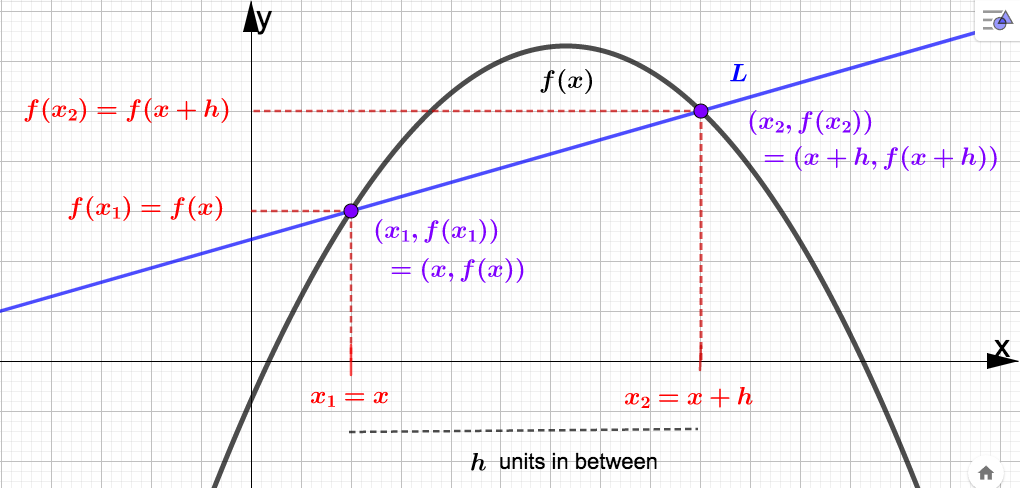 y
L
f(x)
f(x₂) = f(x + h)
(x₂, f(x₂))
= (x + h, f(x + h))
f(x₁) = f(x)
(x₁, f(x₁))
= (x, f(x))
x
x₁ = x
x₂ = x + h
h units in between